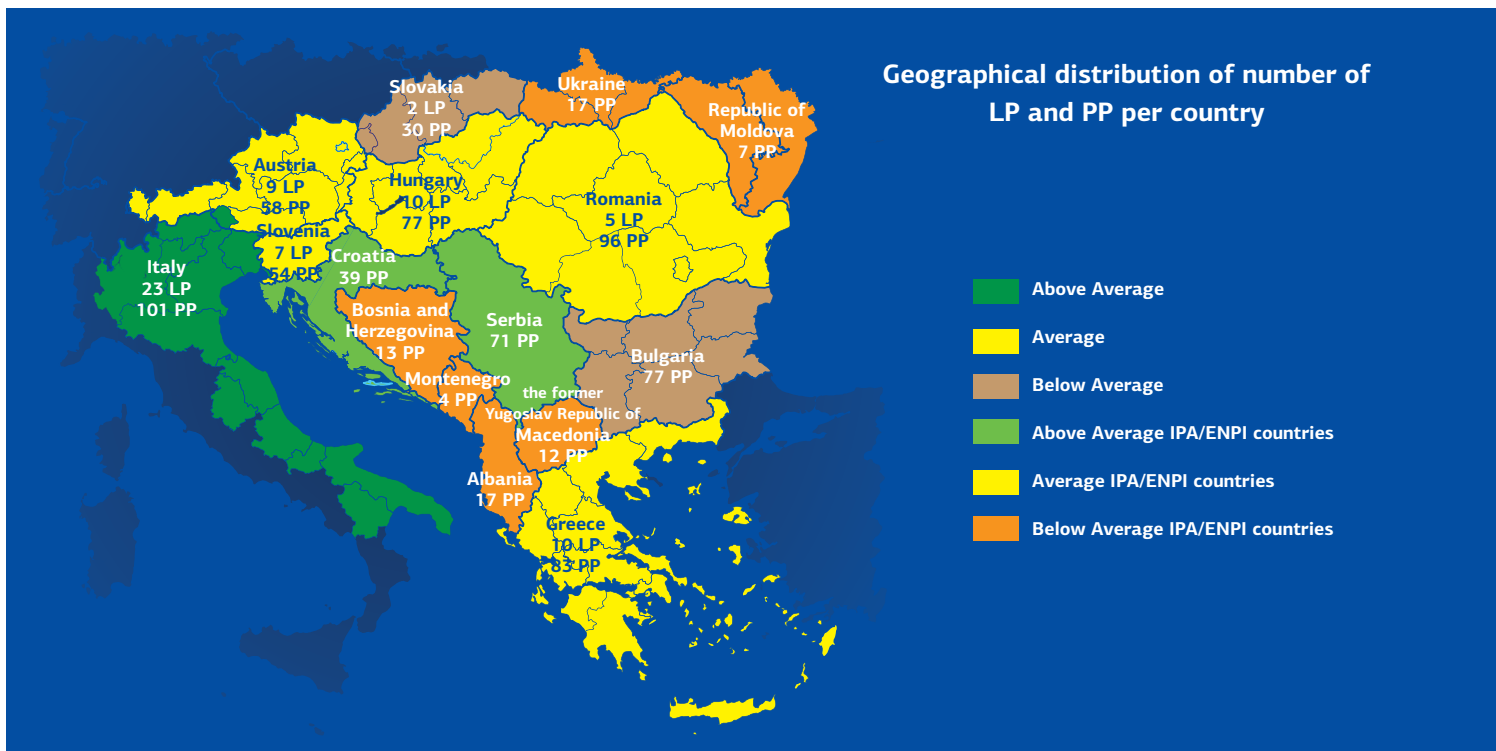 Geographical distribution of number of
LP and PP per country
Slovakia
2 LP
30 PP
Ukraine
17 PP
Republic of
Moldova
7 PP
Austria
9 LP
58 PP
Hungary
10 LP
77 PP
Romania
5 LP
96 PP
Slovenia
7 LP
54 PP
Croatia
39 PP
Italy
23 LP
101 PP
Bosnia and
Herzegovina
13 PP
Serbia
71 PP
Bulgaria
77 PP
Montenegro
4 PP
the former
Yugoslav Republic of
Macedonia
12 PP
Albania
17 PP
Greece
10 LP
83 PP
Above Average
Average
Below Average
Above Average IPA/ENPI countries
Average IPA/ENPI countries
Below Average IPA/ENPI countries